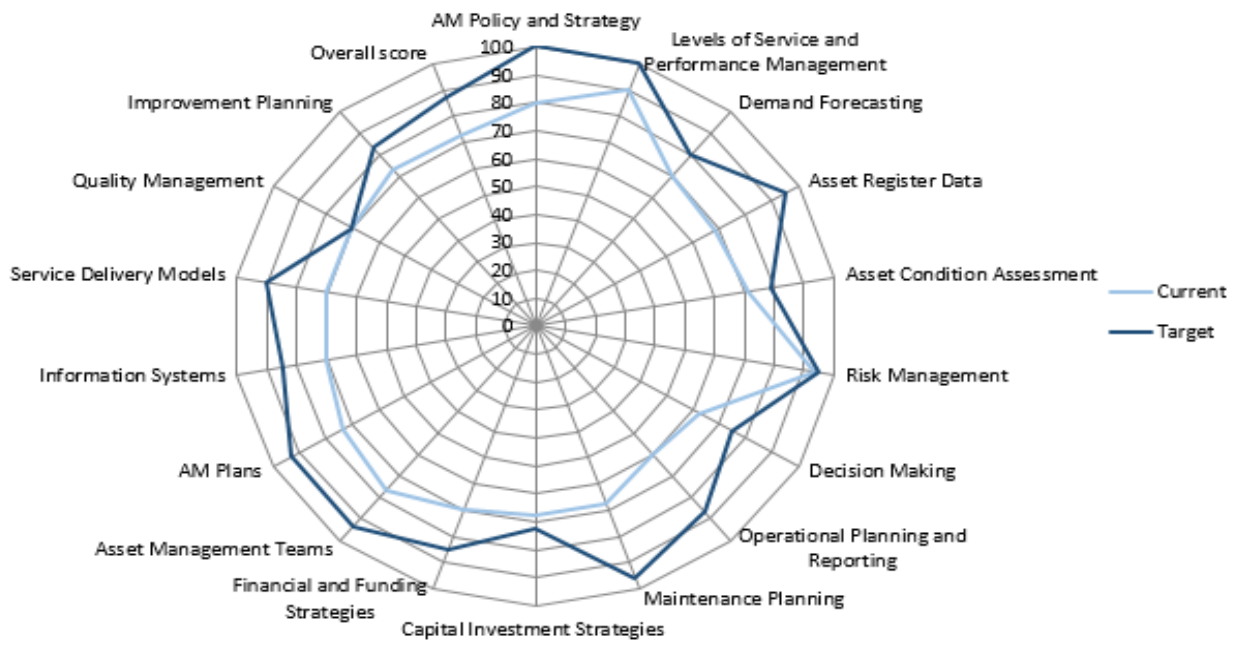 AM Policy and Strategy
Levels of Service and
Performance Management
Demand Forecasting
Asset Register Data
Asset Condition Assessment
Risk Management
Decision Making
Operational Planning and
Reporting
Maintenance Planning
Capital Investment Strategies
Financial and Funding
Strategies
Asset Management Teams
AM Plans
Information Systems
Service Delivery Models
Quality Management
Improvement Planning
Overall score
100
90
80
70
60
50
40
30
20
10
0
Current
Target